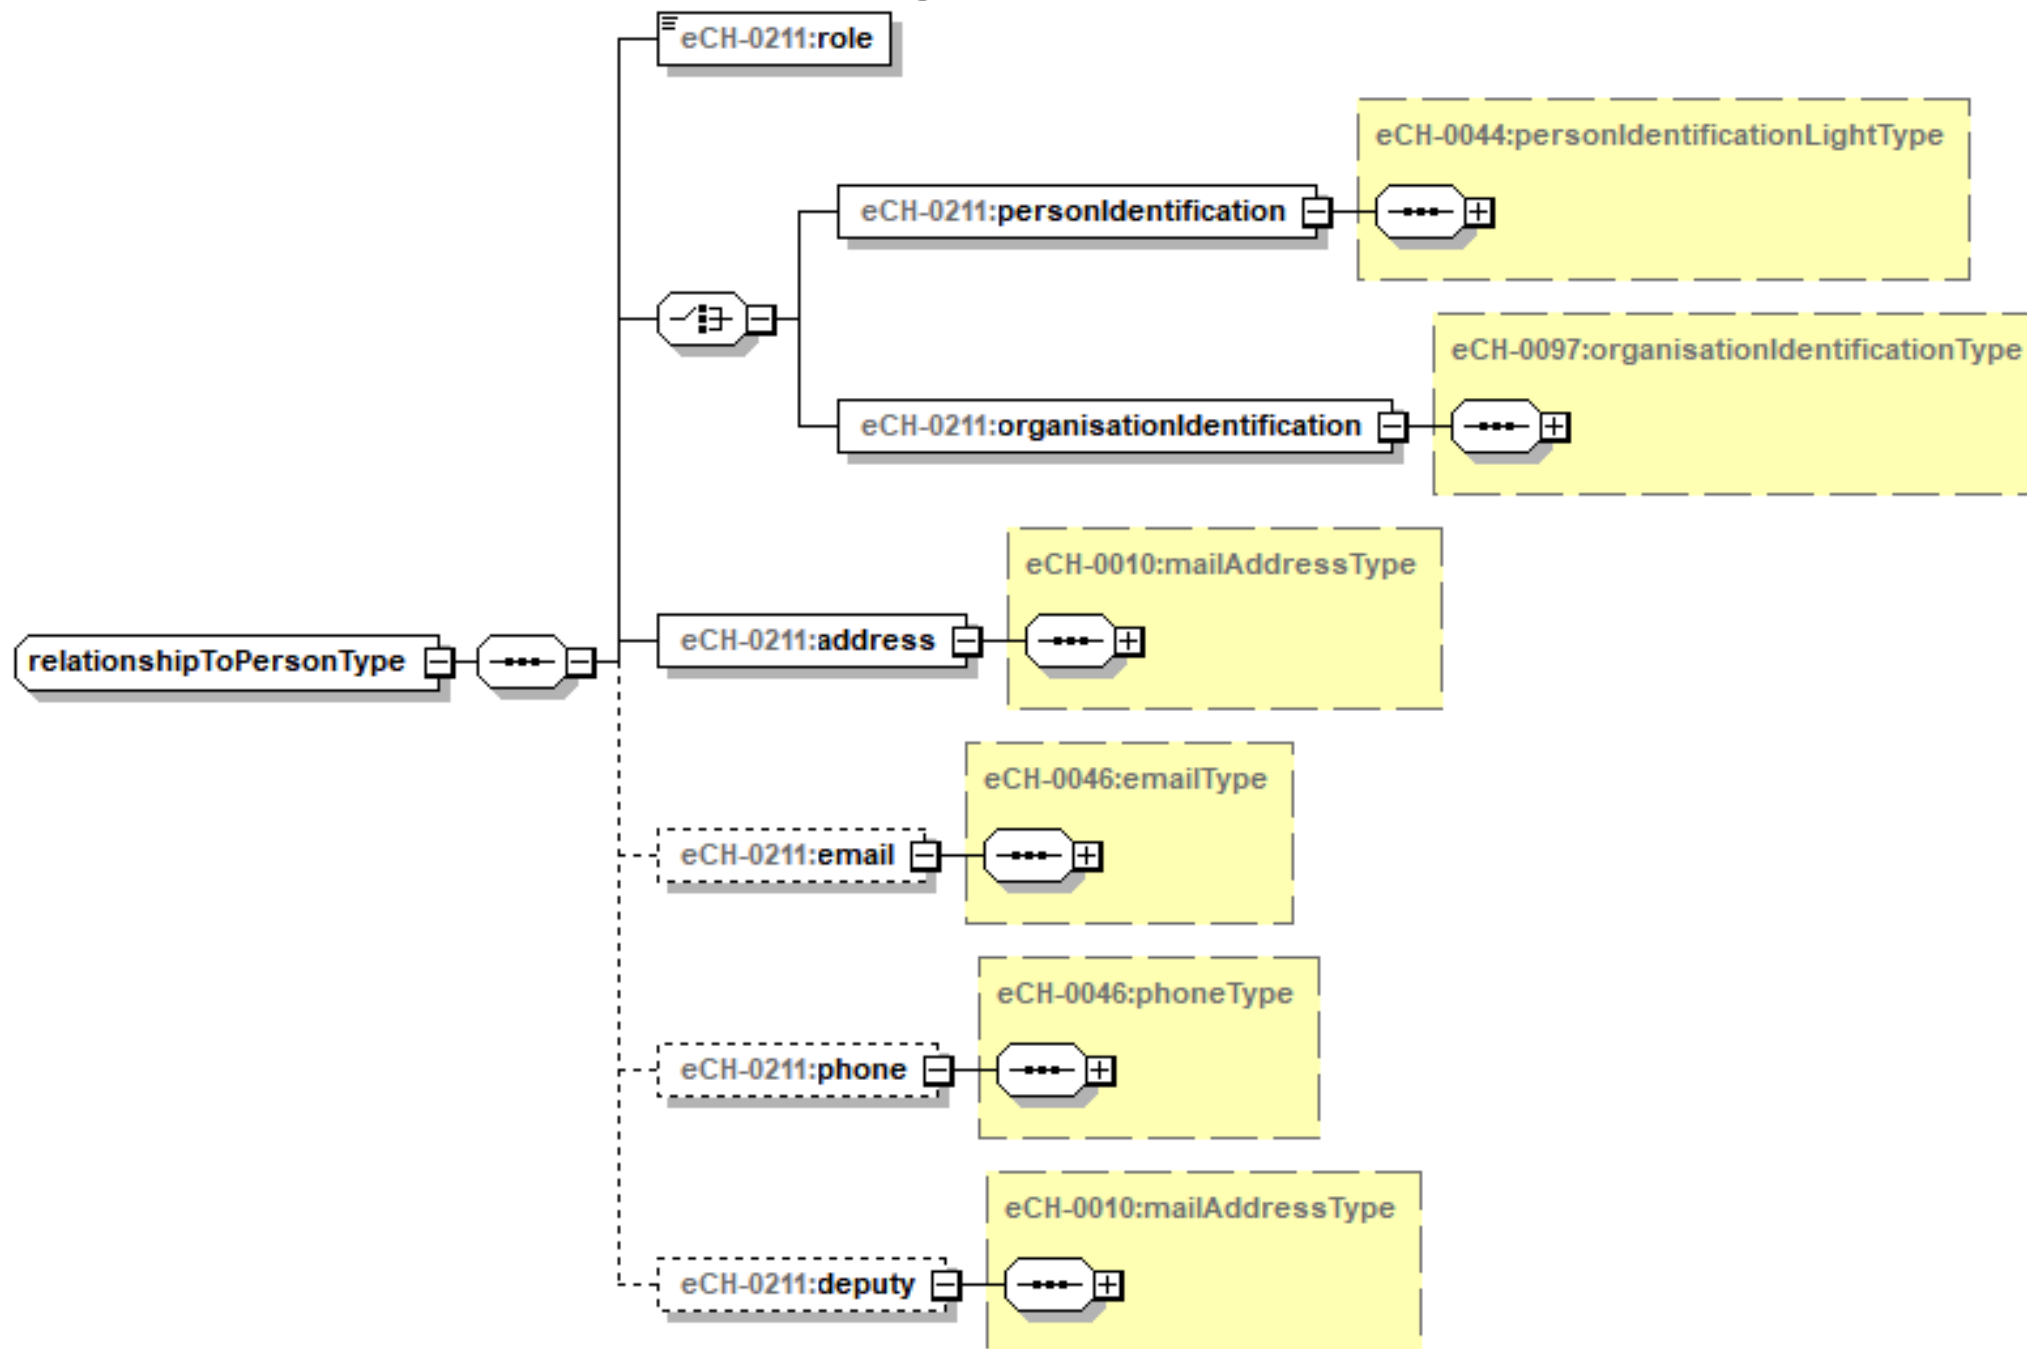 eCH-0211:role
eCH-0044:personIdentificationLightType
eCH-0211:personIdentification
eCH-0097:organisationIdentificationType
eCH-0211:organisationIdentification
eCH-0010:mailAddressType
eCH-0211:address
relationshipToPersonType
eCH-0046:emailType
eCH-0211:email
eCH-0046:phoneType
eCH-0211:phone
eCH-0010:mailAddressType
eCH-0211:deputy